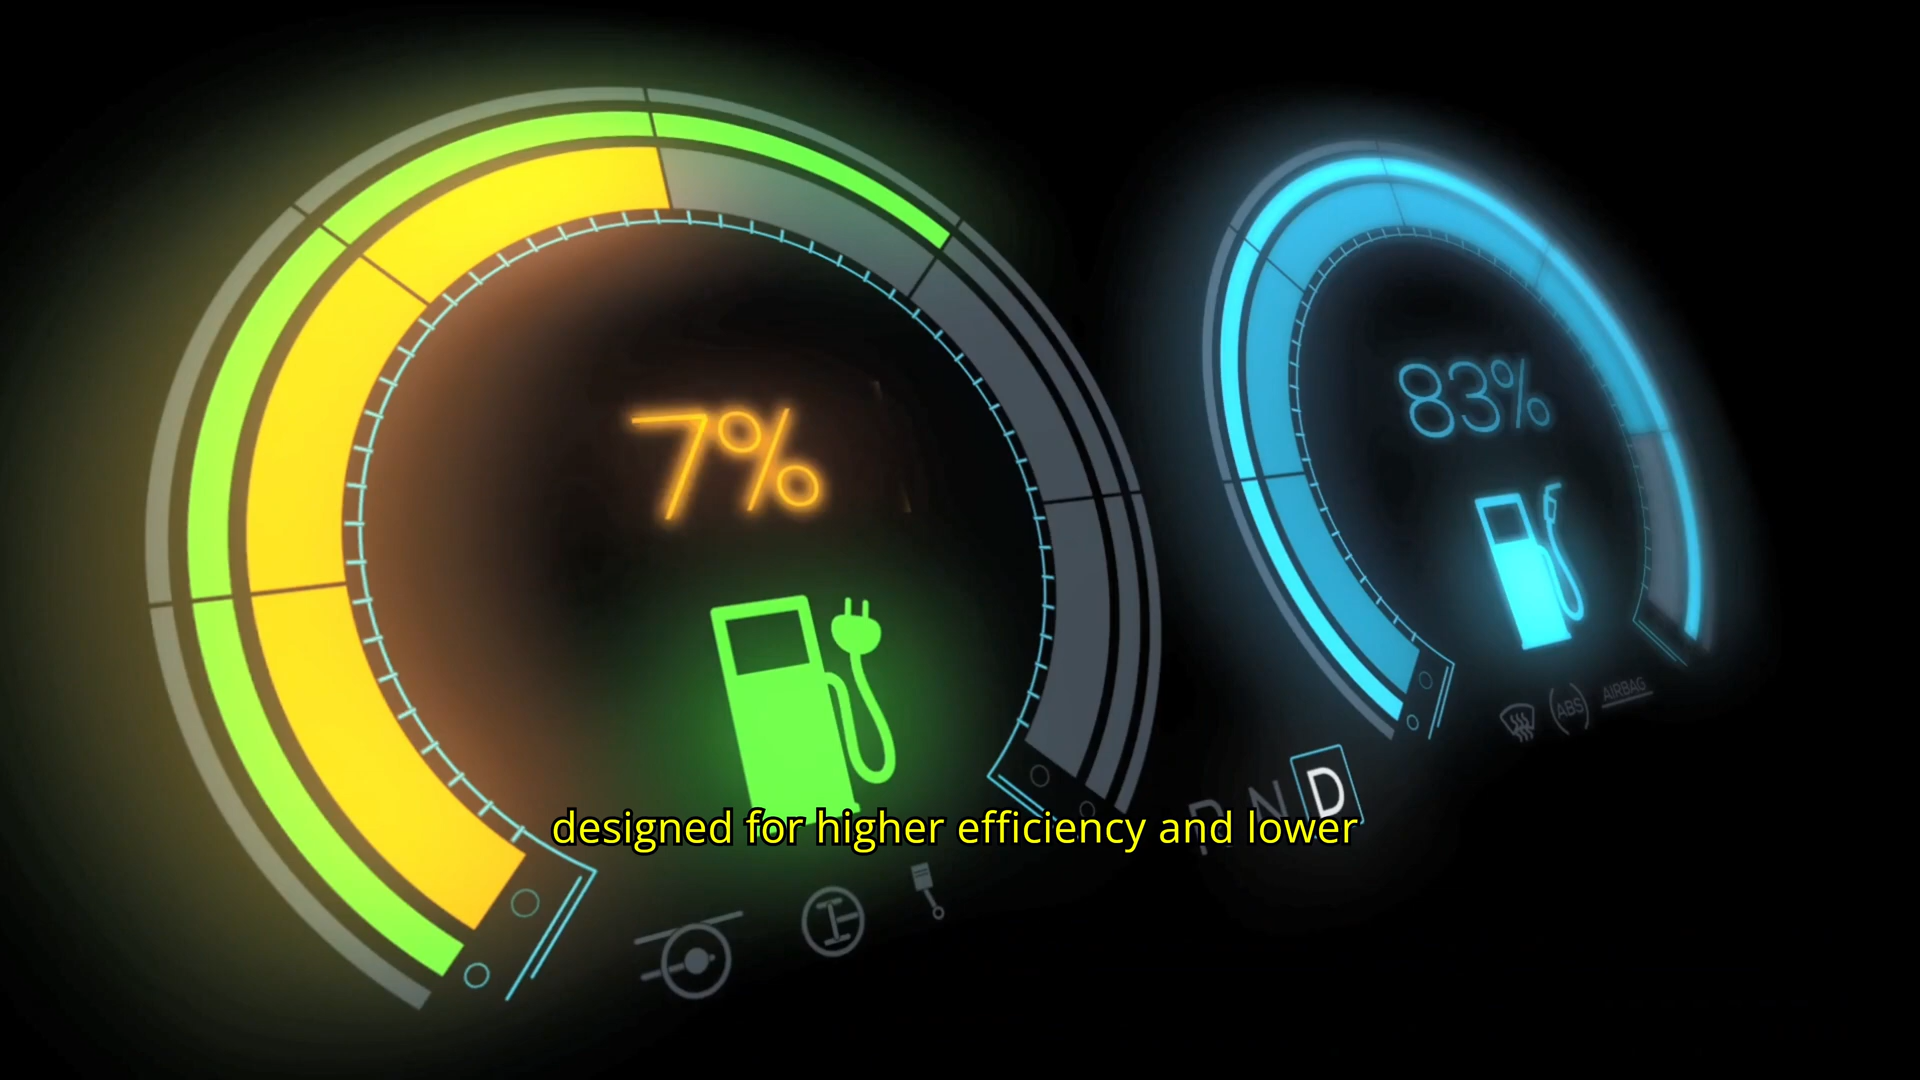 7%
83%
ABS
AIRBAG
N D
designed for higher efficiency and lower